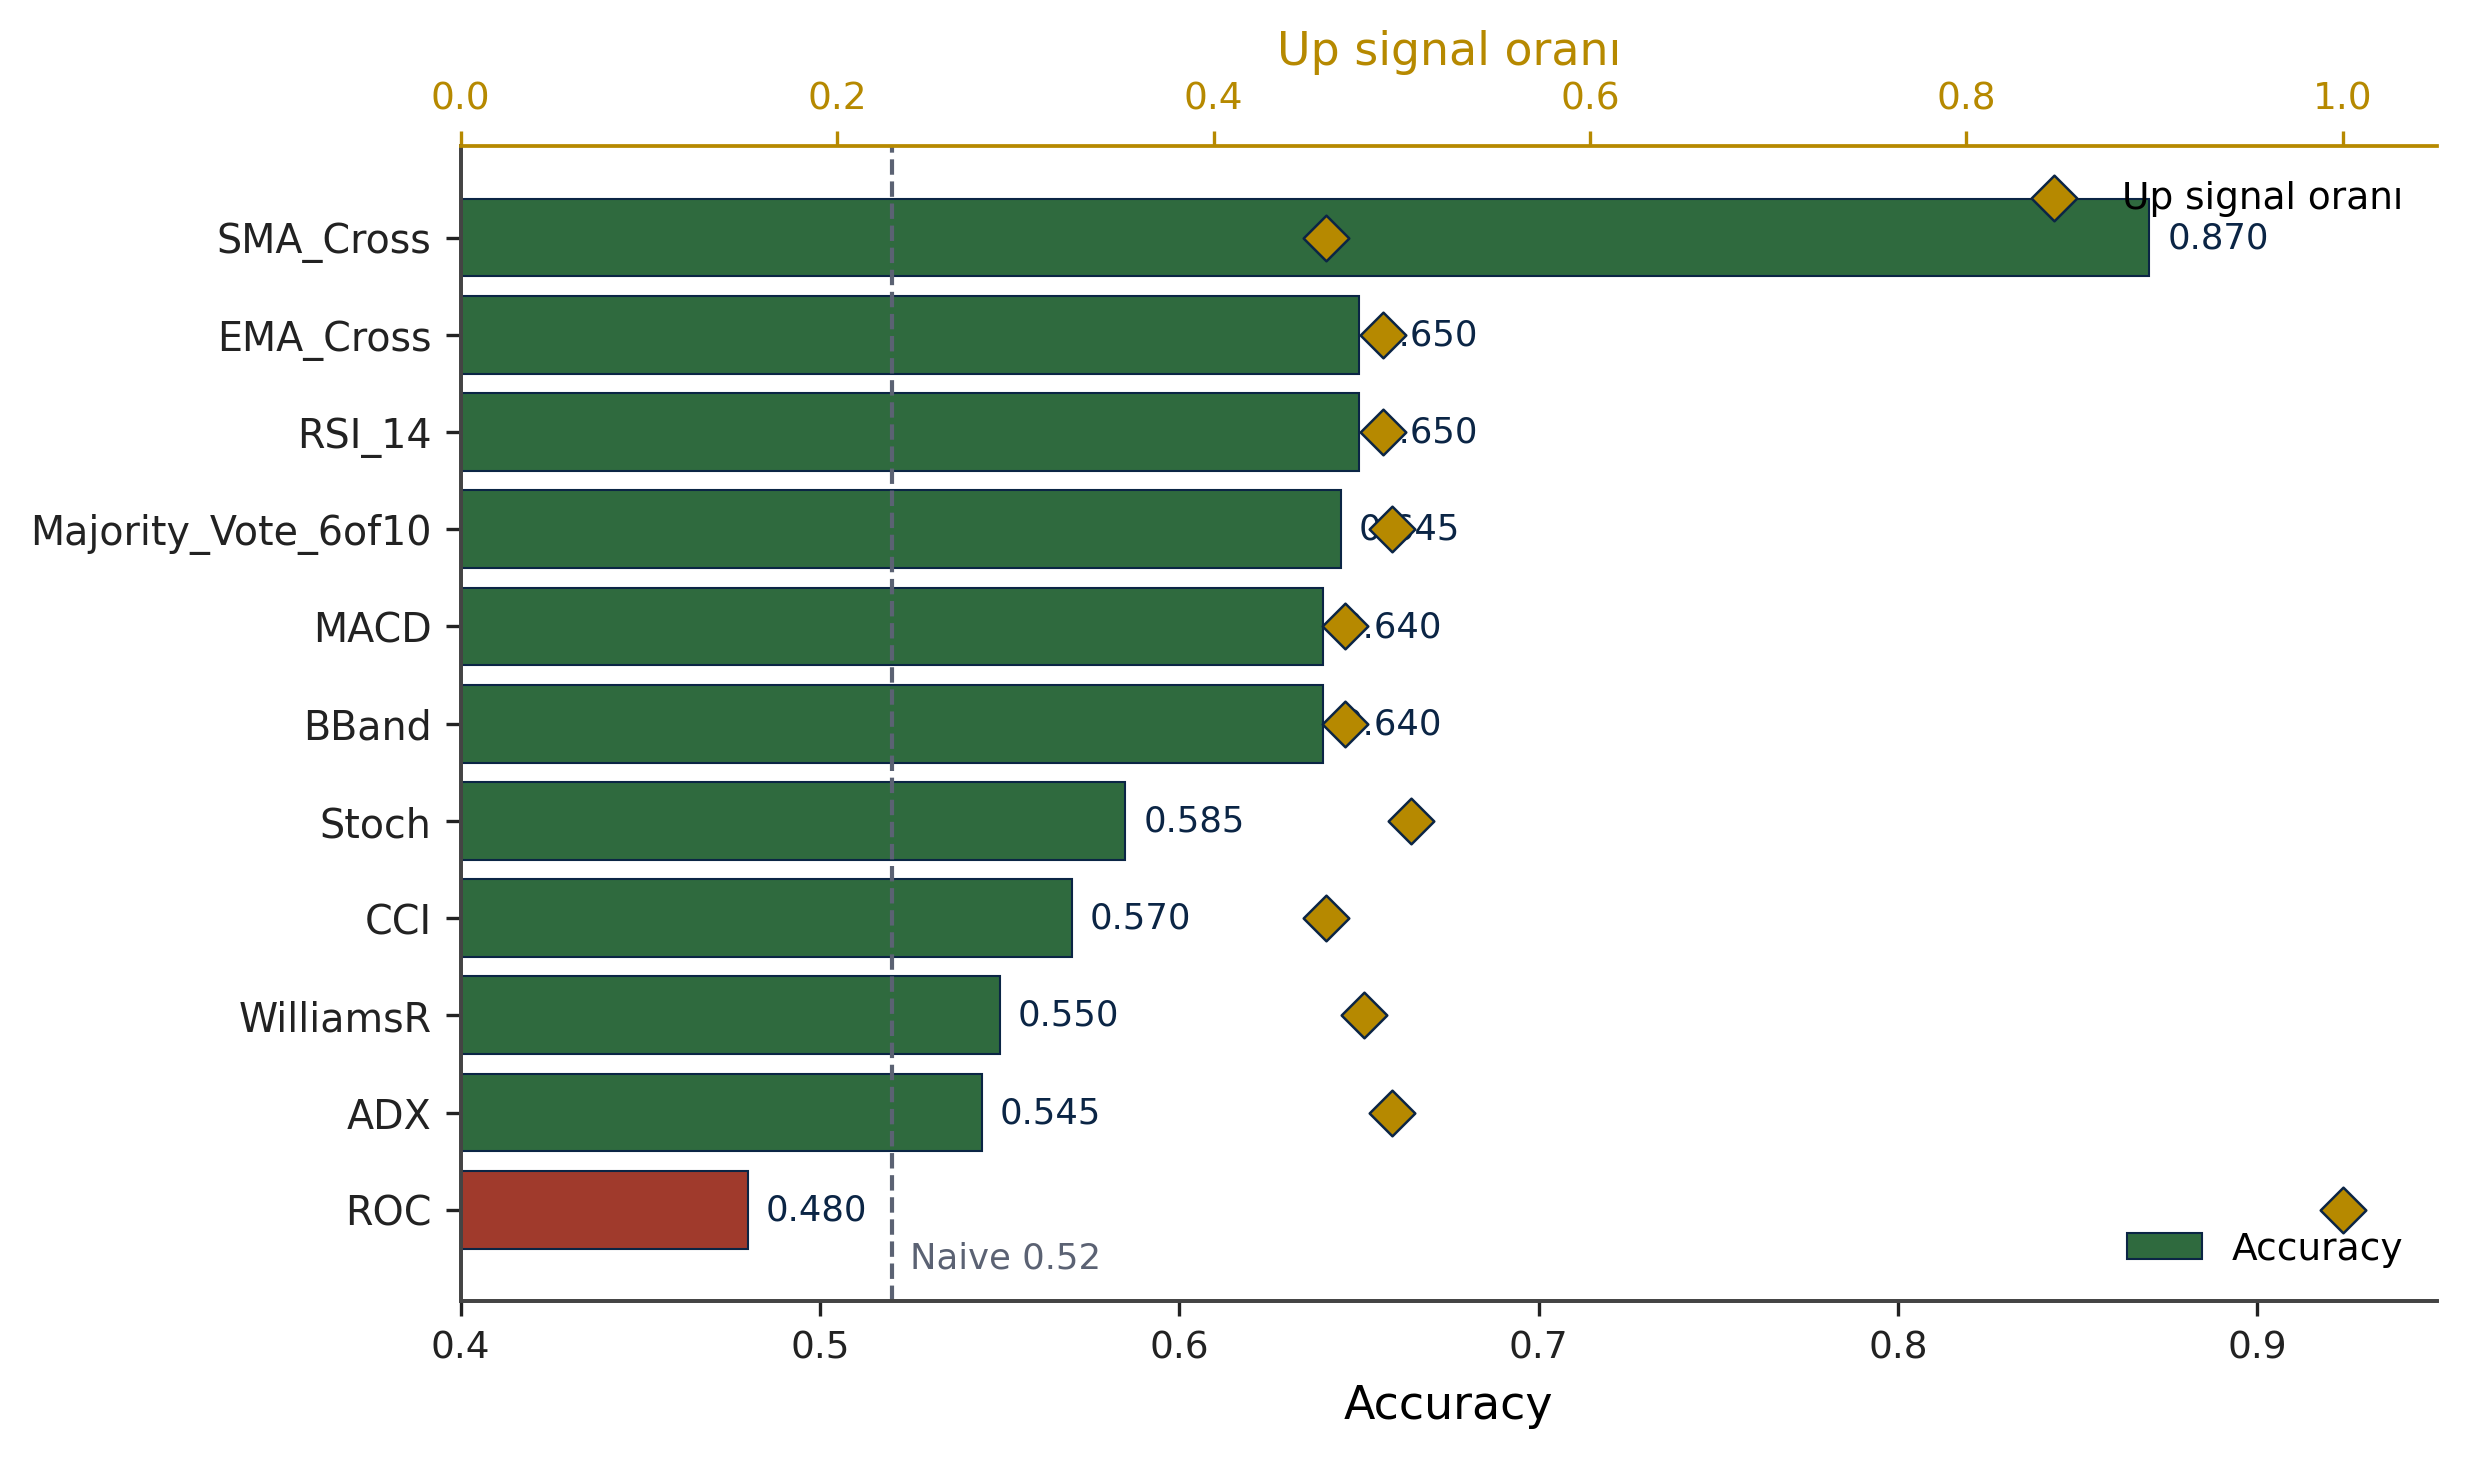 Up signal oranı
0.0 0.2 0.4 0.6 0.8 1.0
Up signal oranı
SMA_Cross 0.870
EMA_Cross .650
RSI_14 .650
Majority_Vote_6of10 0.645
MACD .640
BBand .640
Stoch 0.585
CCI 0.570
WilliamsR 0.550
ADX 0.545
ROC 0.480
Naive 0.52
Accuracy
0.4 0.5 0.6 0.7 0.8 0.9
Accuracy